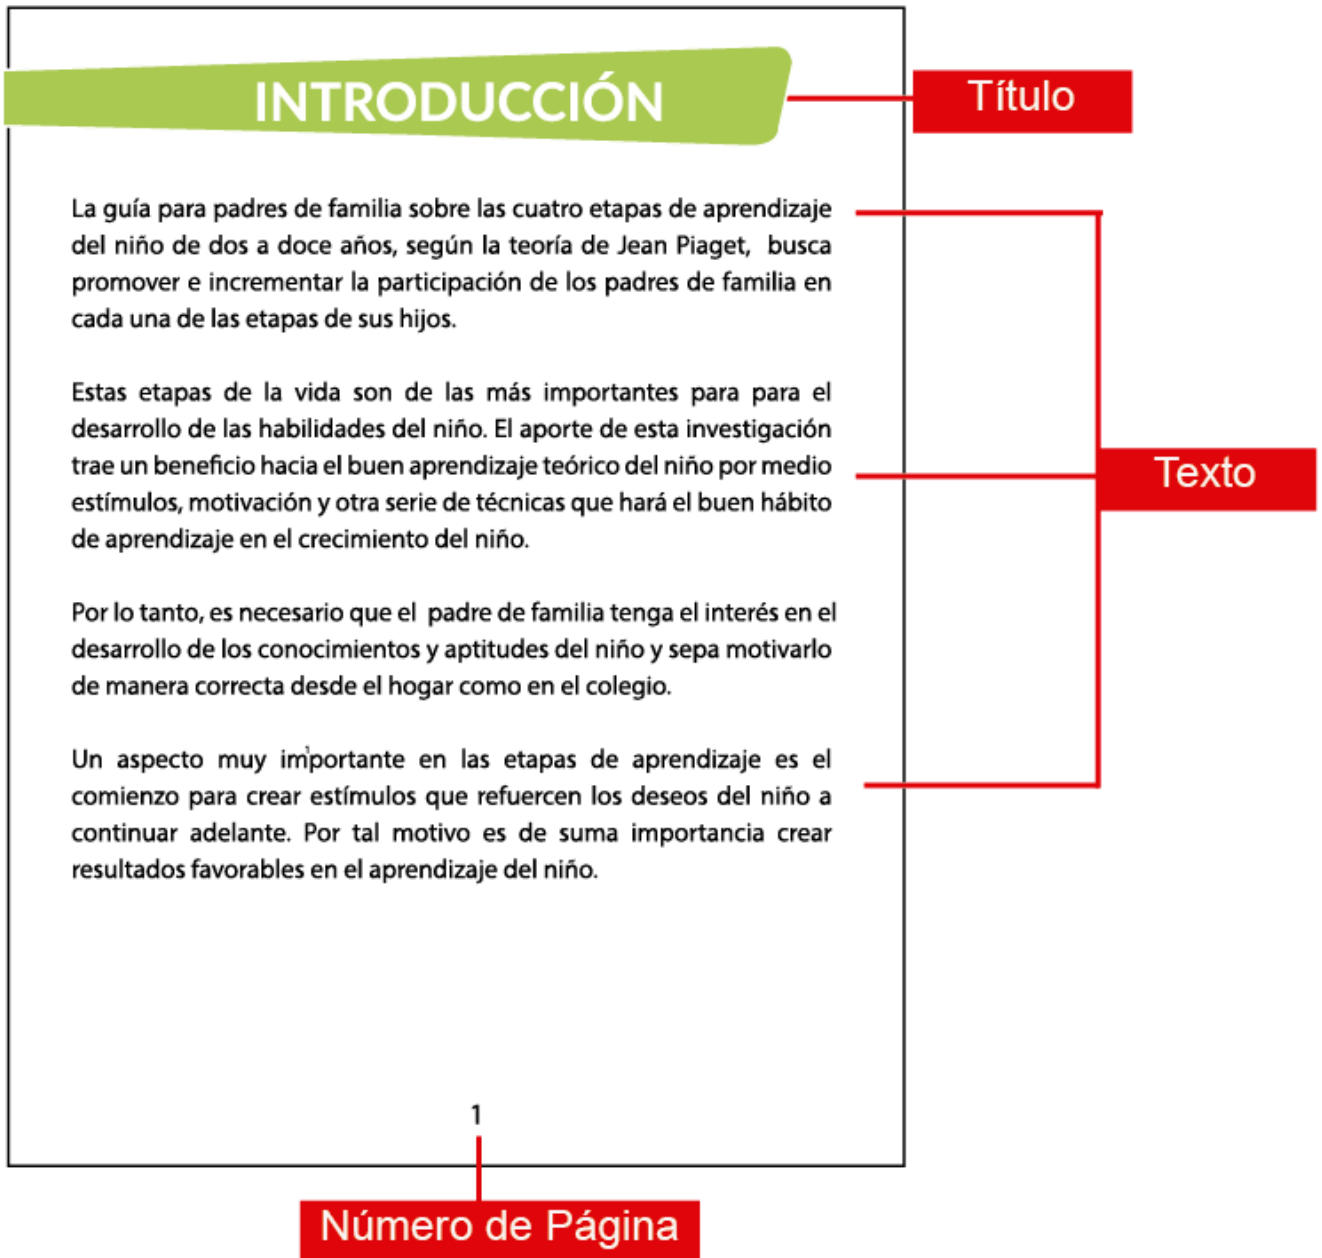 INTRODUCCIÓN
Título
La guía para padres de familia sobre las cuatro etapas de aprendizaje
del niño de dos a doce años, según la teoría de Jean Piaget, busca
promover e incrementar la participación de los padres de familia en
cada una de las etapas de sus hijos.
Estas etapas de la vida son de las más importantes para para el
desarrollo de las habilidades del niño. El aporte de esta investigación
trae un beneficio hacia el buen aprendizaje teórico del niño por medio
estímulos, motivación y otra serie de técnicas que hará el buen hábito
de aprendizaje en el crecimiento del niño.
Texto
Por lo tanto, es necesario que el padre de familia tenga el interés en el
desarrollo de los conocimientos y aptitudes del niño y sepa motivarlo
de manera correcta desde el hogar como en el colegio.
Un aspecto muy importante en las etapas de aprendizaje es el
comienzo para crear estímulos que refuercen los deseos del niño a
continuar adelante. Por tal motivo es de suma importancia crear
resultados favorables en el aprendizaje del niño.
1
Número de Página